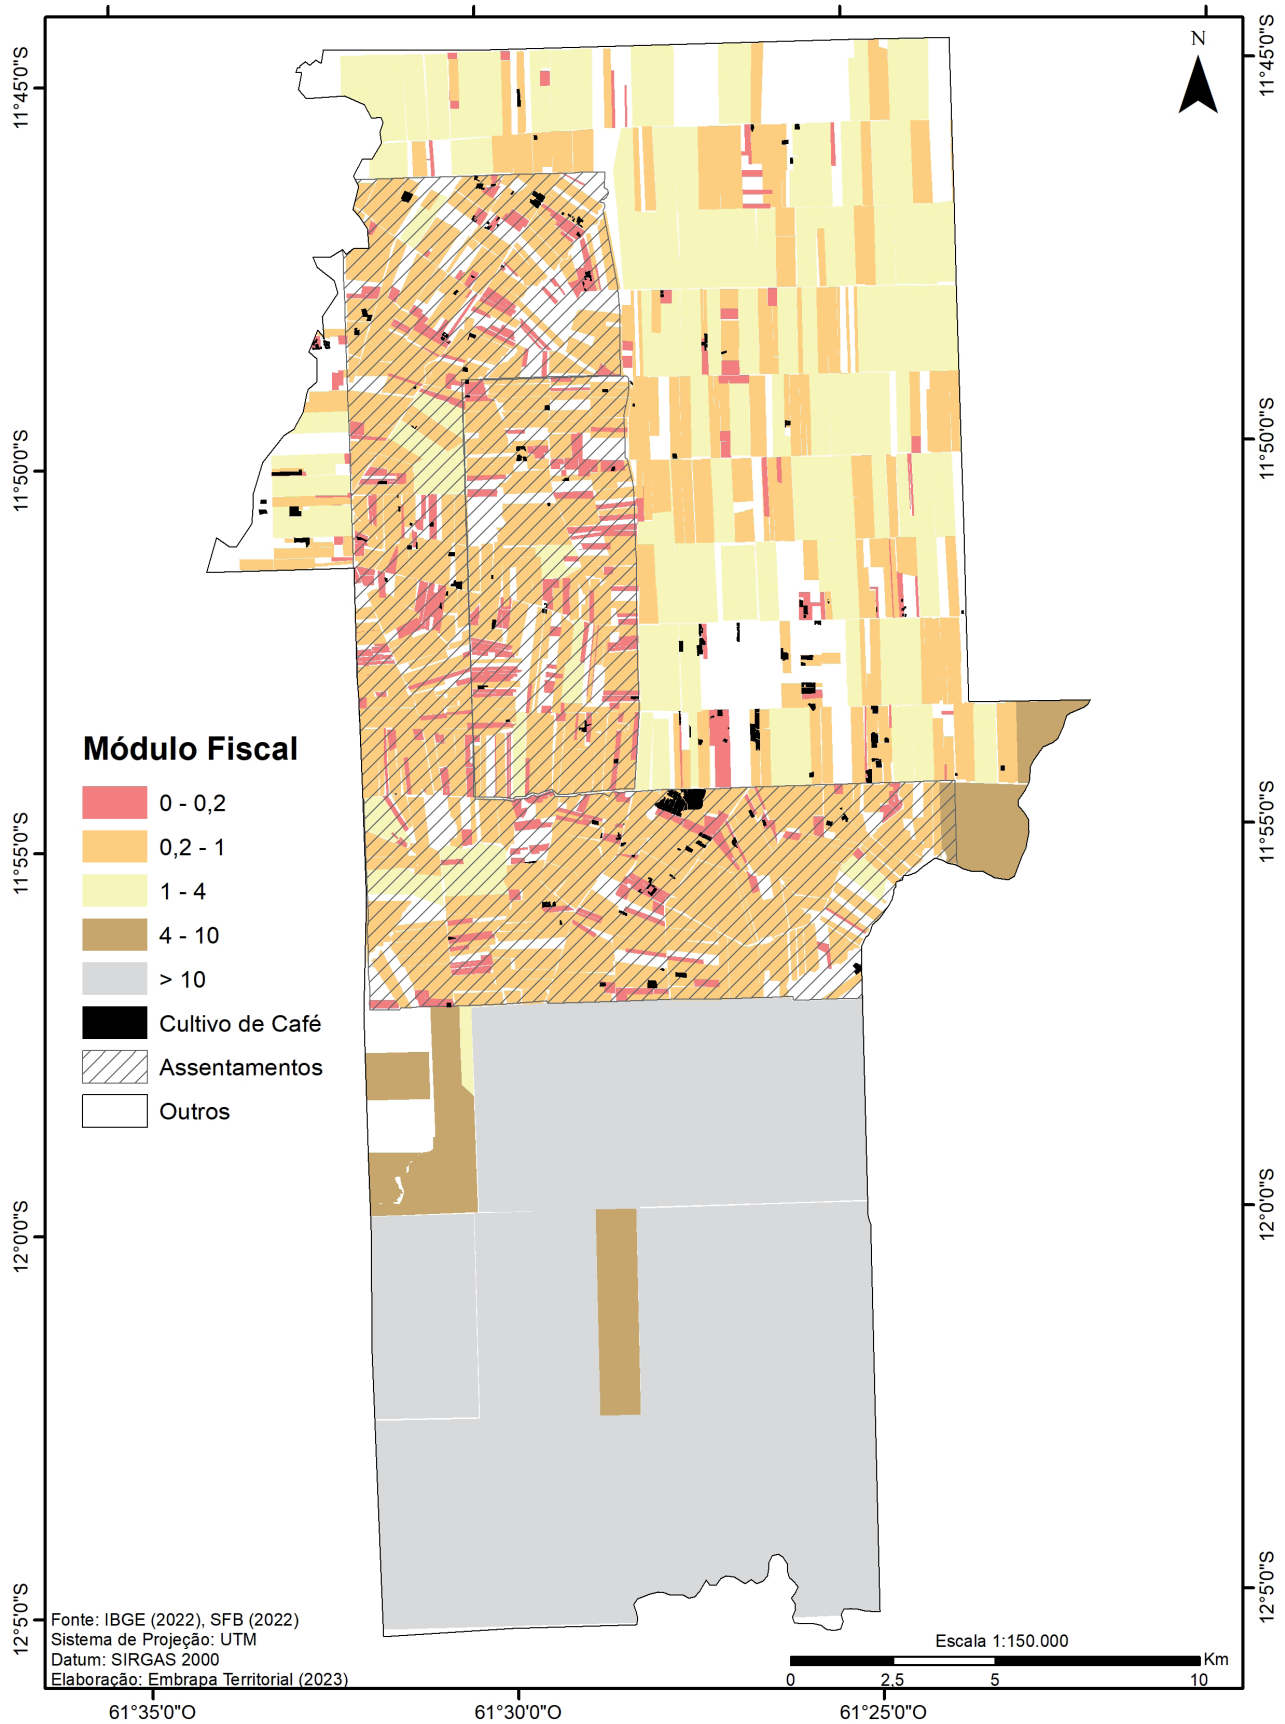 N
11°45'0"S
11°45'0"S
11°50'0"S
11°50'0"S
Módulo Fiscal
0 - 0,2
0,2 - 1
1 - 4
4 - 10
> 10
Cultivo de Café
Assentamentos
Outros
11°55'0"S
11°55'0"S
12°0'0"S
12°0'0"S
12°5'0"S
12°5'0"S
Fonte: IBGE (2022), SFB (2022)
Sistema de Projeção: UTM
Datum: SIRGAS 2000
Elaboração: Embrapa Territorial (2023)
Escala 1:150.000
Km
0 2.5 5 10
61°35'0"O 61°30'0"O 61°25'0"O